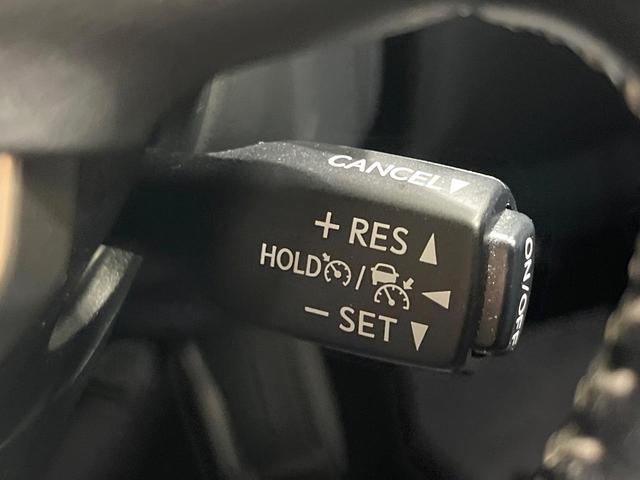 CANCEL▼
+ RES ▲
HOLD / ◀
− SET ▼
ON/OFF